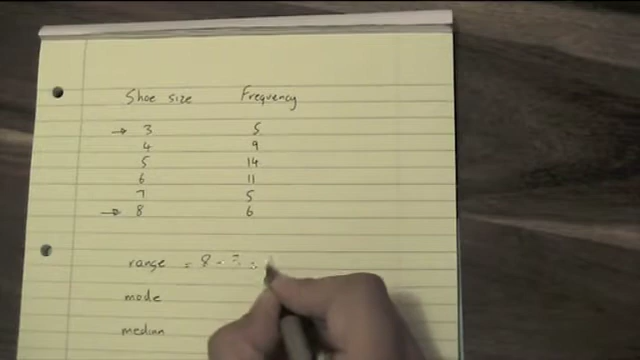 Shoe size Frequency
→ 3 5
4 9
5 14
6 11
7 5
→ 8 6
range = 8 - 3 =
mode
median